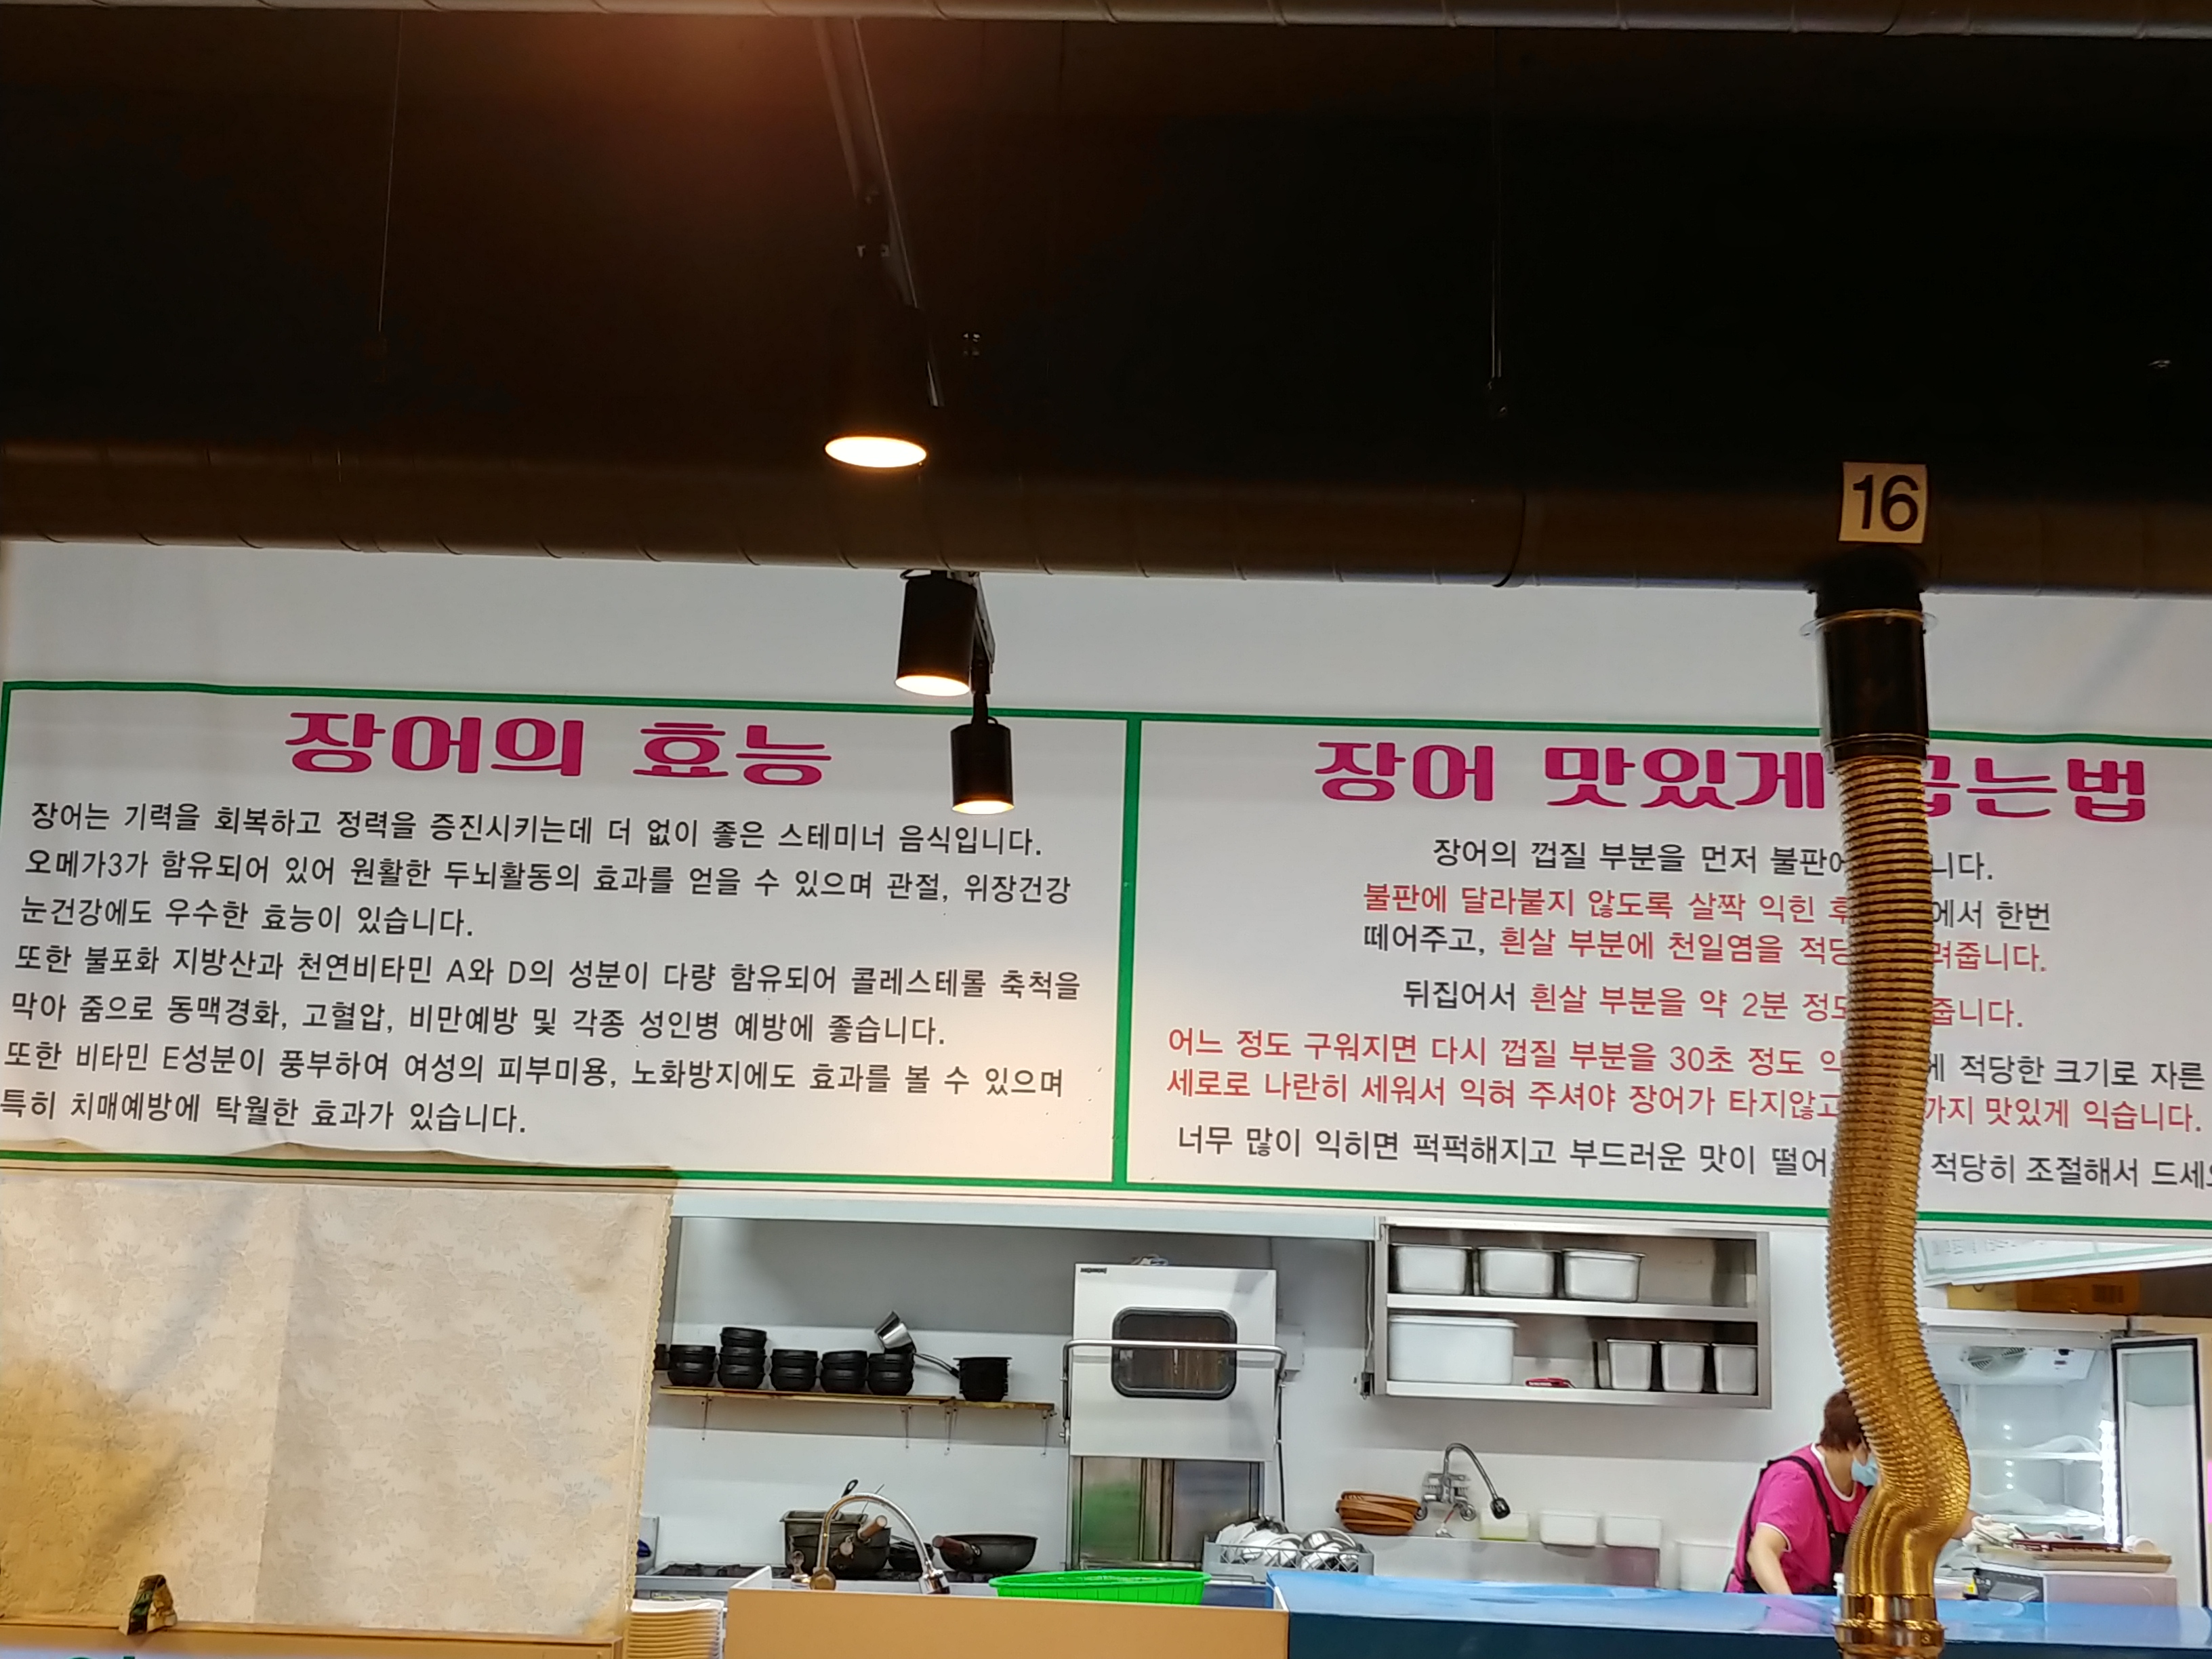 16
장어의 효능
장어는 기력을 회복하고 정력을 증진시키는데 더 없이 좋은 스테미너 음식입니다.
오메가3가 함유되어 있어 원활한 두뇌활동의 효과를 얻을 수 있으며 관절, 위장건강
눈건강에도 우수한 효능이 있습니다.
또한 불포화 지방산과 천연비타민 A와 D의 성분이 다량 함유되어 콜레스테롤 축척을
막아 줌으로 동맥경화, 고혈압, 비만예방 및 각종 성인병 예방에 좋습니다.
또한 비타민 E성분이 풍부하여 여성의 피부미용, 노화방지에도 효과를 볼 수 있으며
특히 치매예방에 탁월한 효과가 있습니다.
장어 맛있게 는법
장어의 껍질 부분을 먼저 불판에 니다.
불판에 달라붙지 않도록 살짝 익힌 후 에서 한번
떼어주고, 흰살 부분에 천일염을 적당 려줍니다.
뒤집어서 흰살 부분을 약 2분 정도 줍니다.
어느 정도 구워지면 다시 껍질 부분을 30초 정도 익 에 적당한 크기로 자른
세로로 나란히 세워서 익혀 주셔야 장어가 타지않고 가지 맛있게 익습니다.
너무 많이 익히면 퍽퍽해지고 부드러운 맛이 떨어 적당히 조절해서 드세